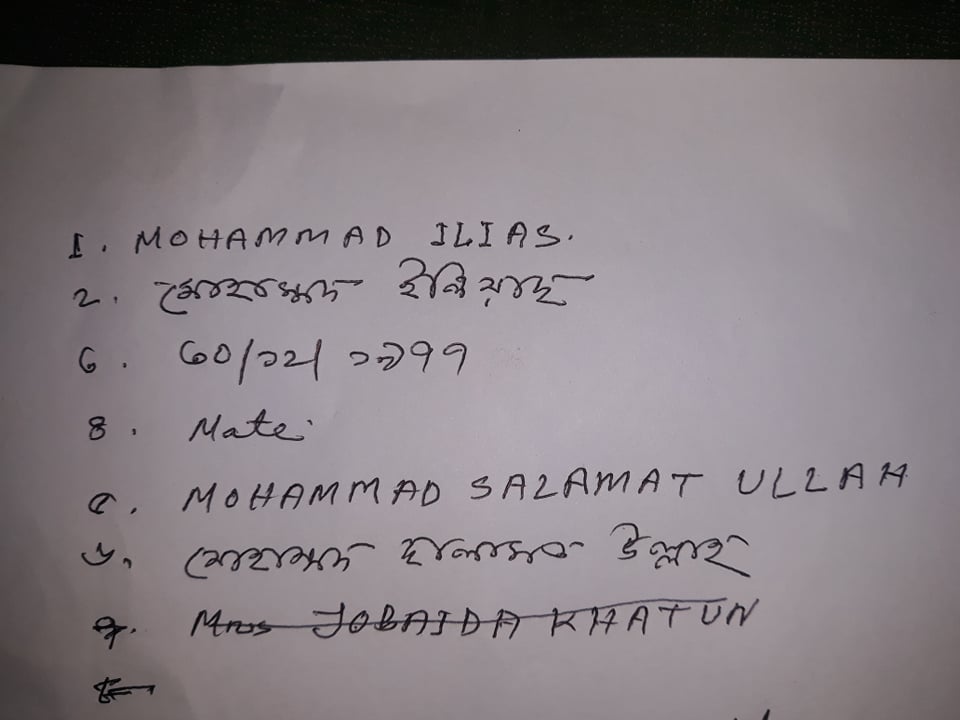 ১. MOHAMMAD ILIAS.
২. মোহাম্মদ ইলিয়াছ
৩. ৩০/১২/১৯৭৭
৪. Male
৫. MOHAMMAD SALAMAT ULLAH
৬. মোহাম্মদ ছালামত উল্লাহ
৭. Mrs JOBAIDA KHATUN